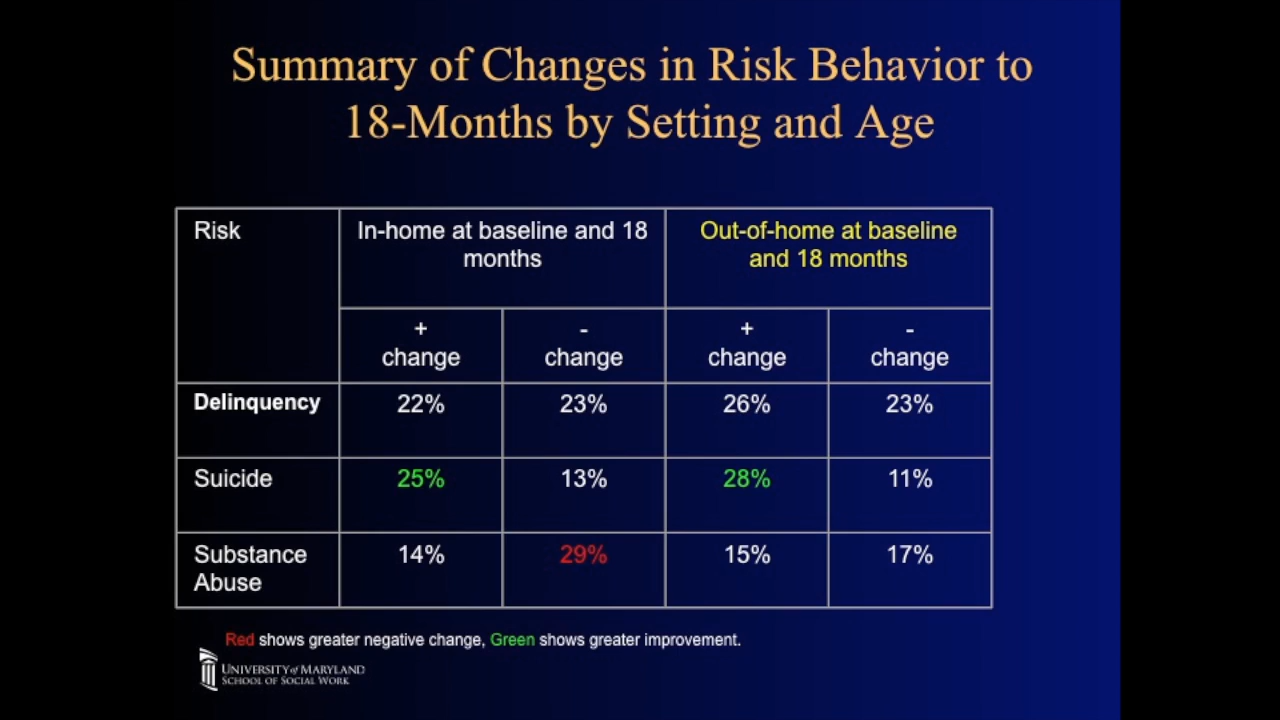 Summary of Changes in Risk Behavior to
18-Months by Setting and Age
Risk
In-home at baseline and 18
months
Out-of-home at baseline
and 18 months
+
change
-
change
+
change
-
change
Delinquency 22% 23% 26% 23%
Suicide 25% 13% 28% 11%
Substance
Abuse
14% 29% 15% 17%
Red shows greater negative change, Green shows greater improvement.
UNIVERSITY of MARYLAND
SCHOOL OF SOCIAL WORK